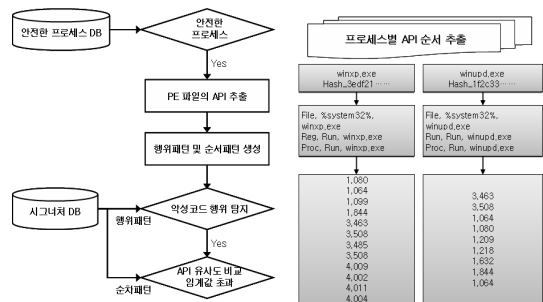 안전한 프로세스 DB
안전한
프로세스
Yes
PE 파일의 API 추출
행위패턴 및 순서패턴 생성
시그너처 DB
행위패턴
악성코드 행위 탐지
Yes
순차패턴
API 유사도 비교
임계값 초과
프로세스별 API 순서 추출
winxp.exe
Hash_3edf21……
File, %system32%,
winxp.exe
Reg, Run, winxp.exe
Proc, Run, winxp.exe
1,080
1,064
1,099
1,844
3,463
3,508
3,485
3,508
4,009
4,002
4,011
4,004
winupd.exe
Hash_1f2c33……
File, %system32%,
winupd.exe
Run, Run, winupd.exe
Proc, Run, winupd.exe
3,463
3,508
1,064
1,080
1,209
1,218
1,632
1,844
1,064